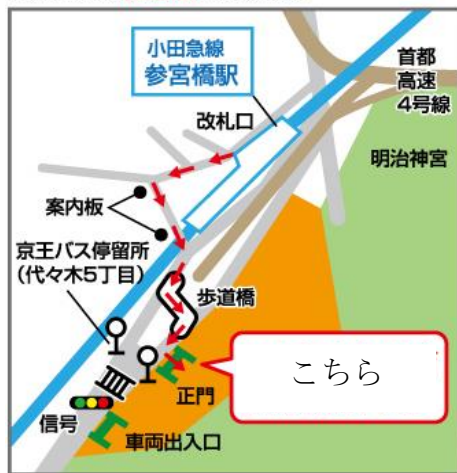 小田急線
参宮橋駅
首都
高速
4号線
改札口
明治神宮
案内板
京王バス停留所
(代々木5丁目)
歩道橋
こちら
正門
信号
車両出入口